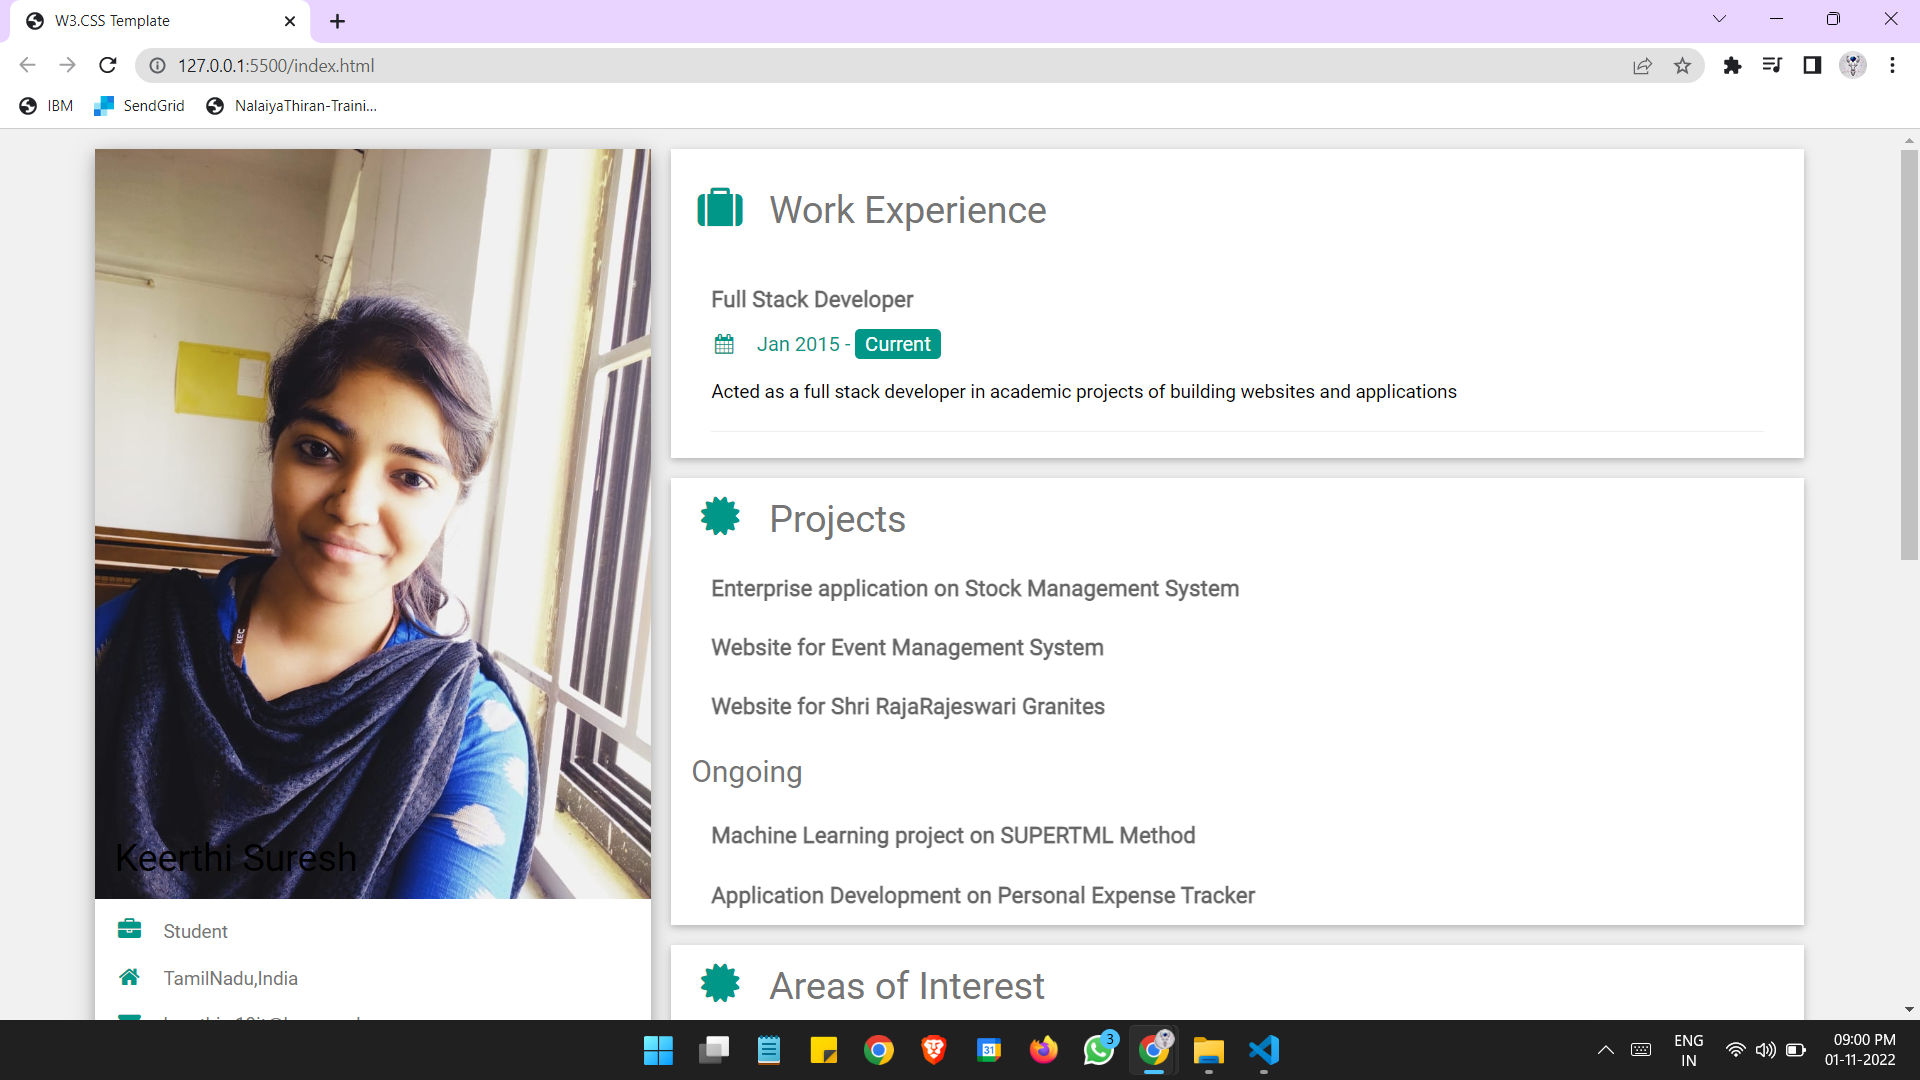 W3.CSS Template
127.0.0.1:5500/index.html
IBM
SendGrid
NalaiyaThiran-Traini...
KEC
Keerthi Suresh
Student
TamilNadu,India
Work Experience
Full Stack Developer
Jan 2015 - Current
Acted as a full stack developer in academic projects of building websites and applications
Projects
Enterprise application on Stock Management System
Website for Event Management System
Website for Shri RajaRajeswari Granites
Ongoing
Machine Learning project on SUPERTML Method
Application Development on Personal Expense Tracker
Areas of Interest
31
3
ENG
IN
09:00 PM
01-11-2022